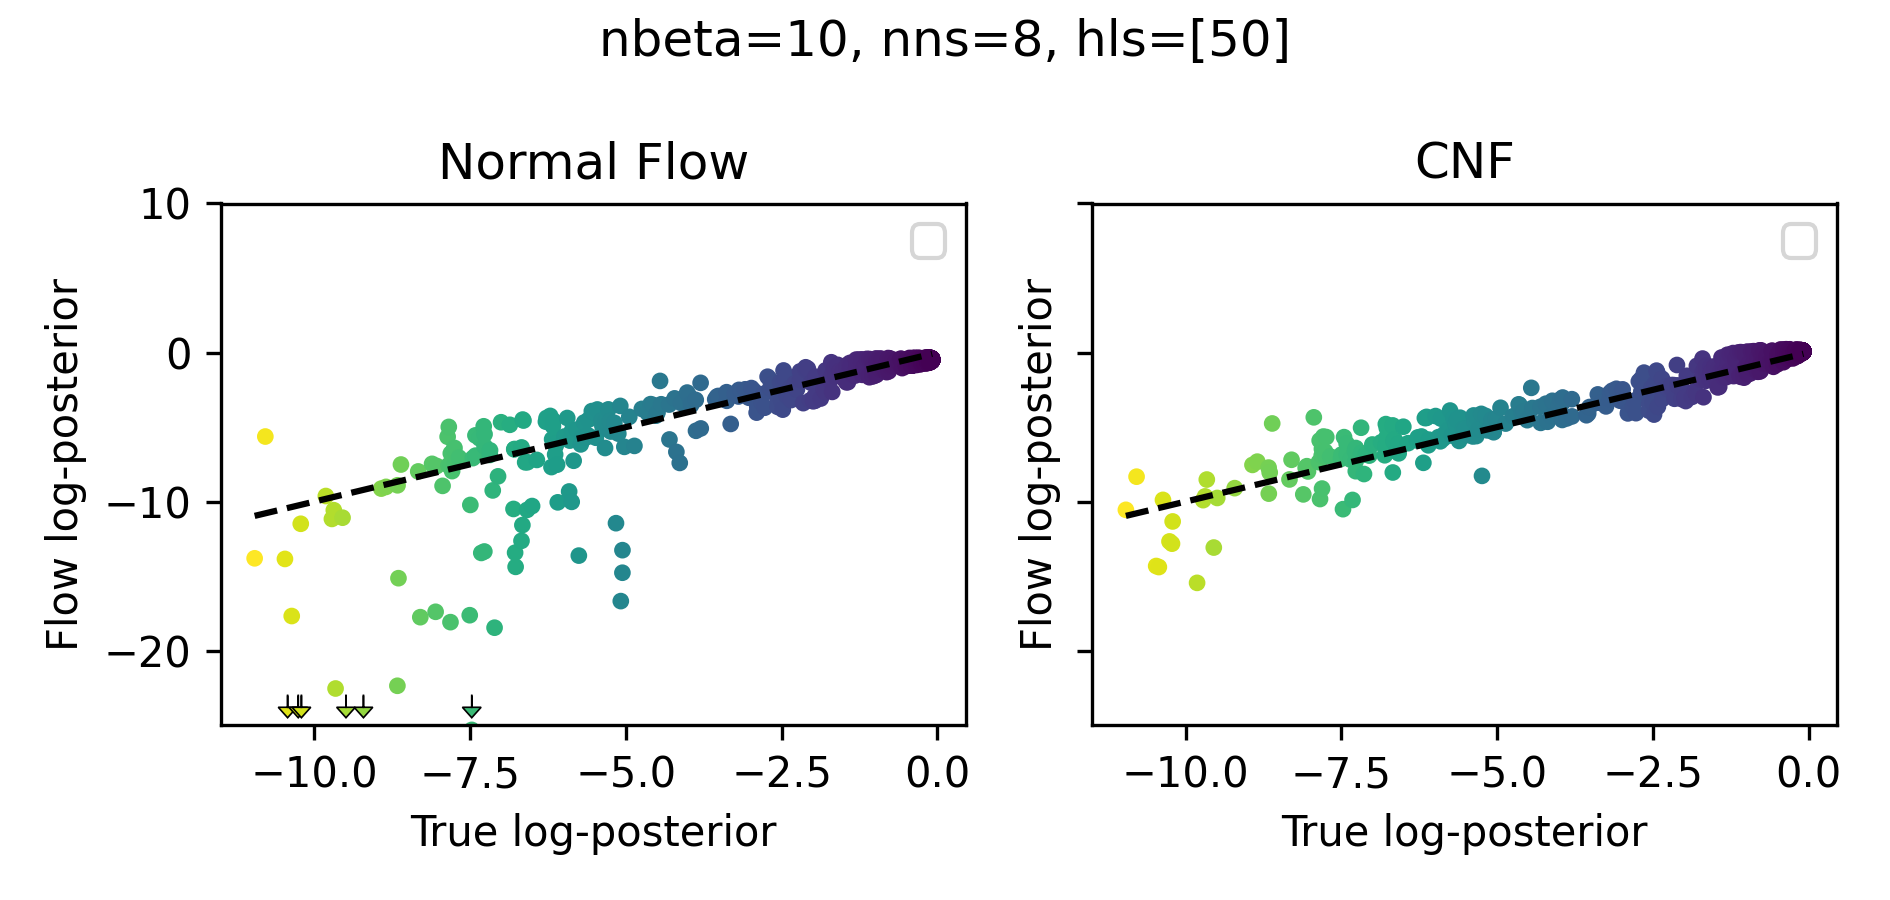 nbeta=10, nns=8, hls=[50]
Normal Flow
CNF
10
0
−10
−20
Flow log-posterior
Flow log-posterior
−10.0 −7.5 −5.0 −2.5 0.0
−10.0 −7.5 −5.0 −2.5 0.0
True log-posterior
True log-posterior